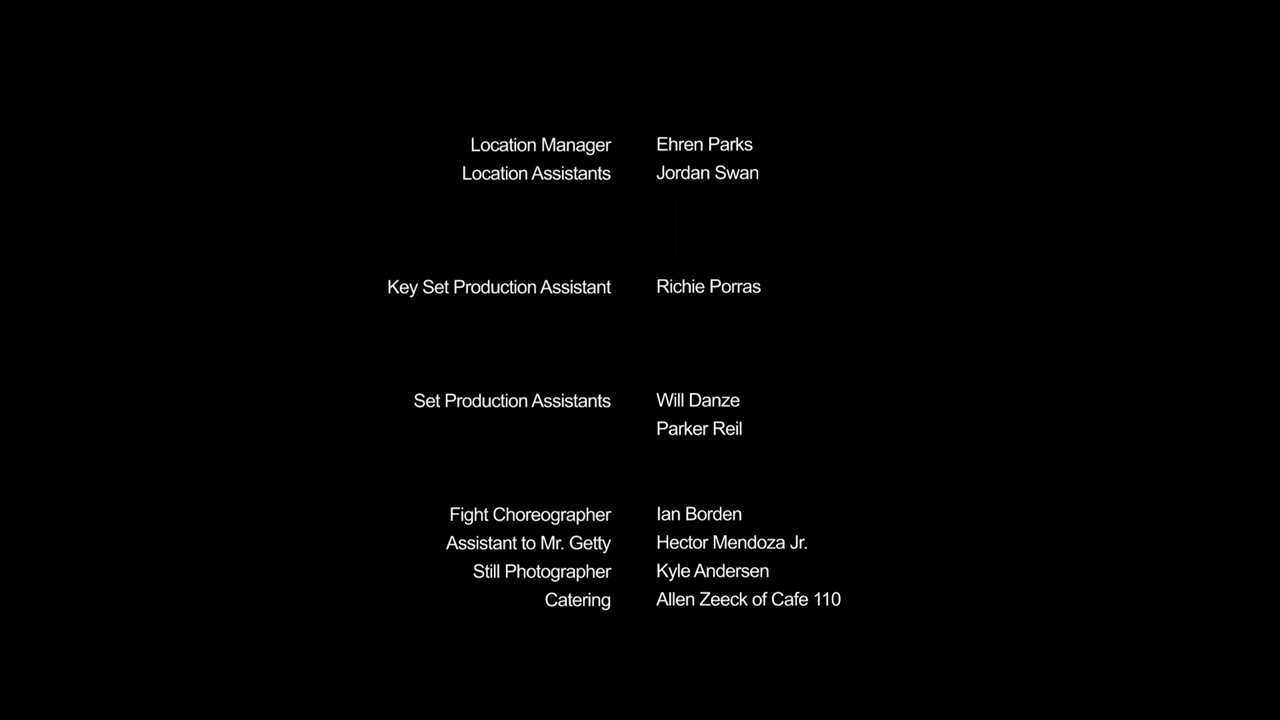 Location Manager Ehren Parks
Location Assistants Jordan Swan
Key Set Production Assistant Richie Porras
Set Production Assistants Will Danze
Parker Reil
Fight Choreographer Ian Borden
Assistant to Mr. Getty Hector Mendoza Jr.
Still Photographer Kyle Andersen
Catering Allen Zeeck of Cafe 110